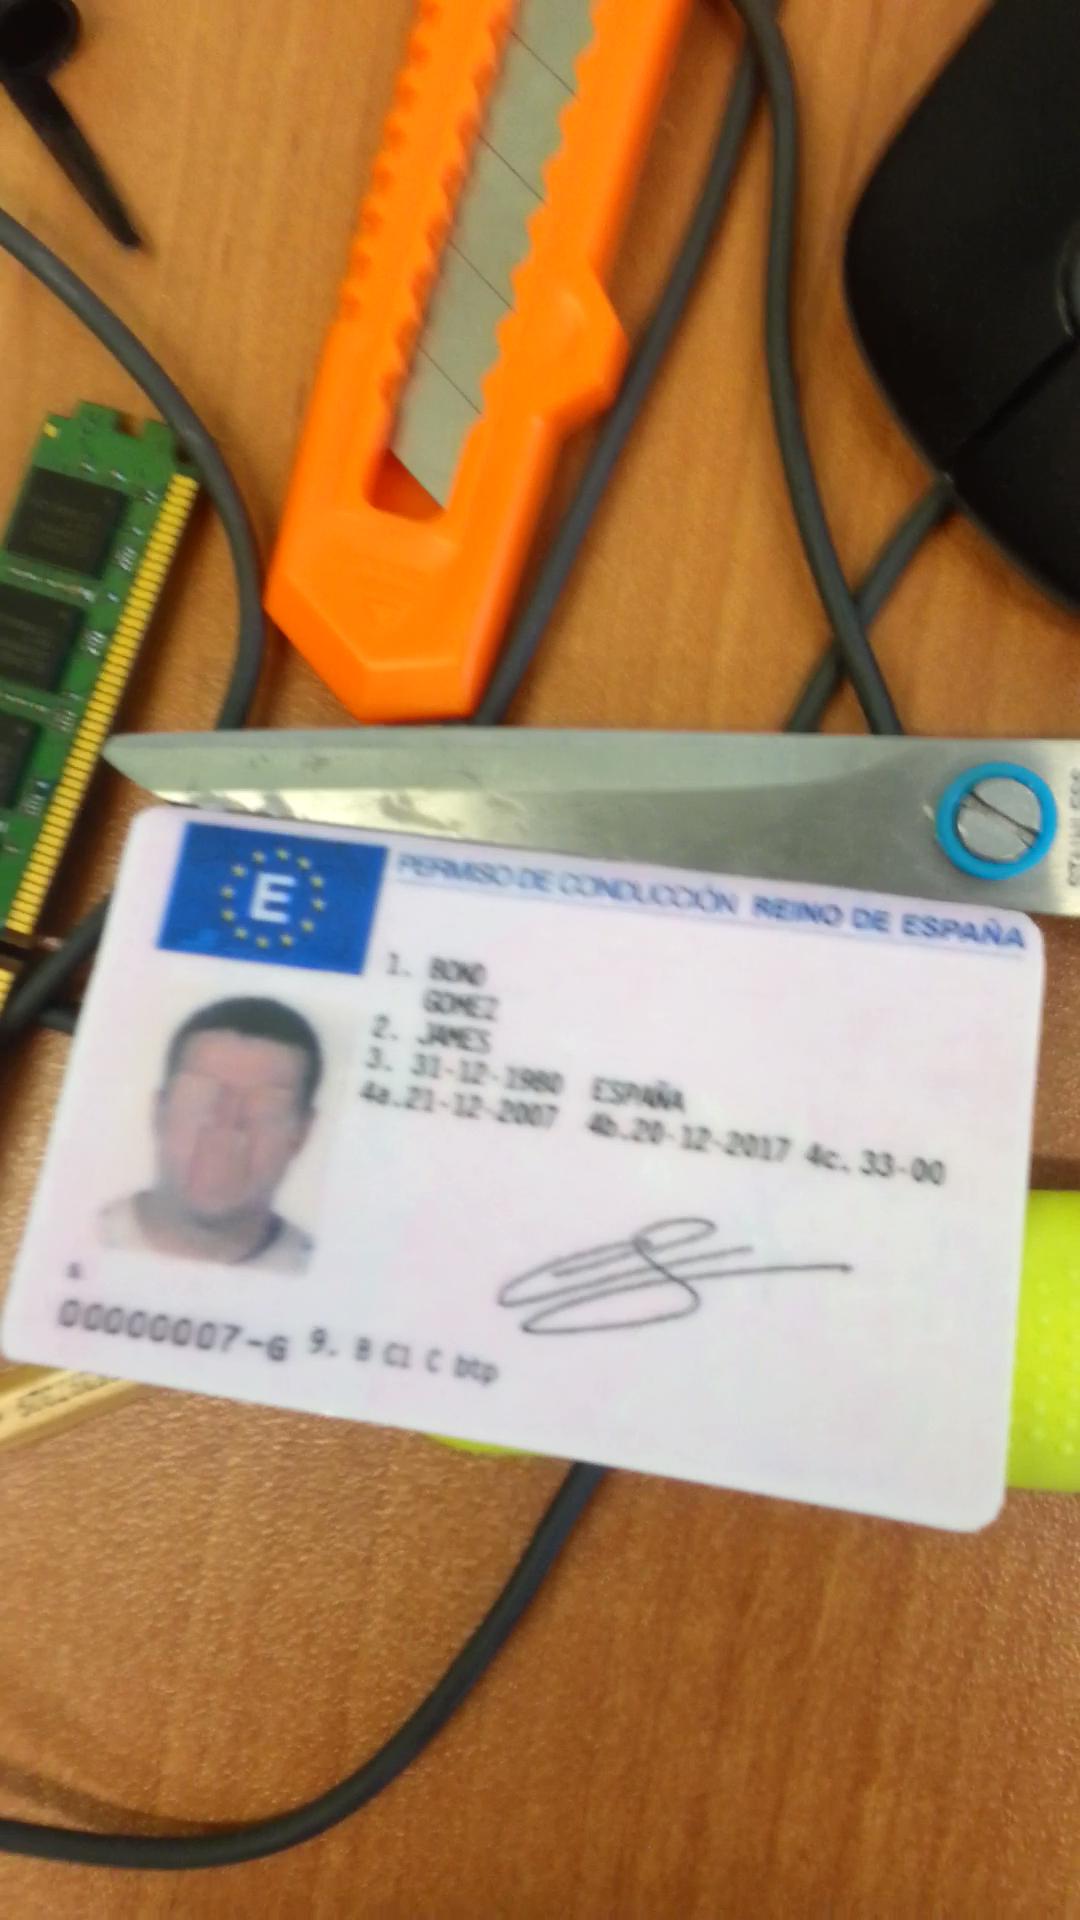 E
PERMISO DE CONDUCCIÓN REINO DE ESPAÑA
1. BOND
GOMEZ
2. JAMES
3. 31-12-1980 ESPAÑA
4a.21-12-2007 4b.20-12-2017 4c.33-00
00000007-G 9. B C1 C btp